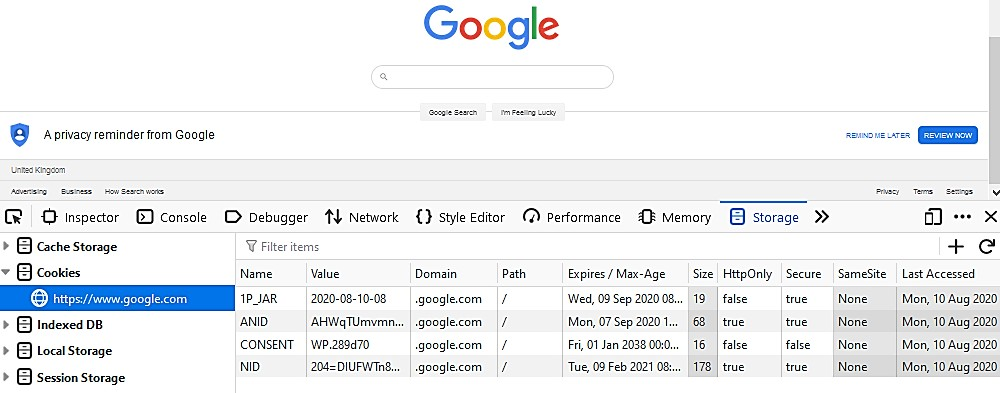 Google
Google Search I'm Feeling Lucky
A privacy reminder from Google REMIND ME LATER REVIEW NOW
United Kingdom
Advertising Business How Search works Privacy Terms Settings
Inspector Console Debugger Network Style Editor Performance Memory Storage
Cache Storage
Cookies
https://www.google.com
Indexed DB
Local Storage
Session Storage
Filter items
Name Value Domain Path Expires / Max-Age Size HttpOnly Secure SameSite Last Accessed
1P_JAR 2020-08-10-08 .google.com / Wed, 09 Sep 2020 08... 19 false true None Mon, 10 Aug 2020
ANID AHWqTUmvmn... .google.com / Mon, 07 Sep 2020 1... 68 true true None Mon, 10 Aug 2020
CONSENT WP.289d70 .google.com / Fri, 01 Jan 2038 00:0... 16 false false None Mon, 10 Aug 2020
NID 204=DIUFWTn8... .google.com / Tue, 09 Feb 2021 08:... 178 true true None Mon, 10 Aug 2020